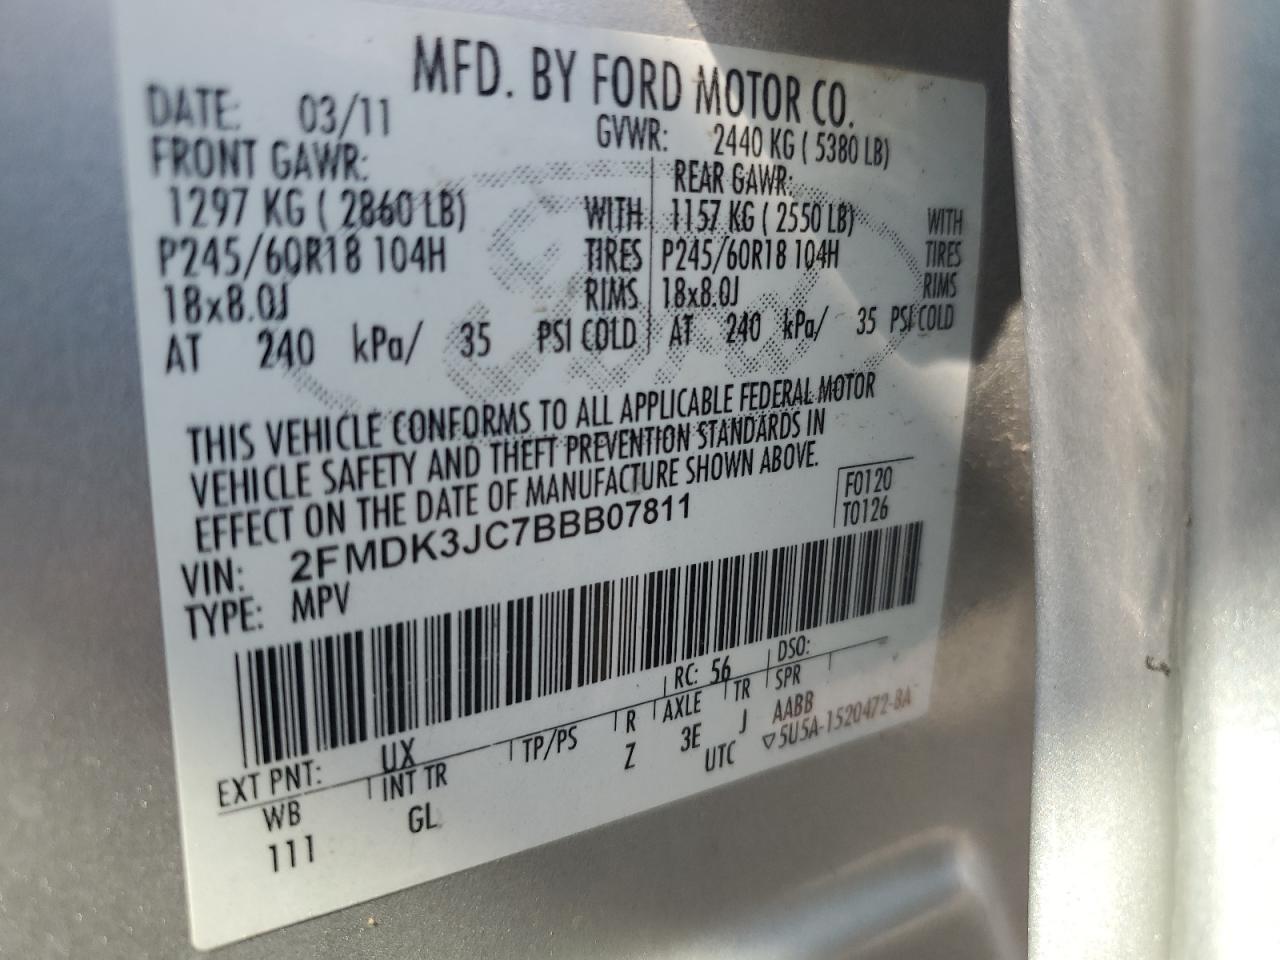 MFD. BY FORD MOTOR CO.
DATE: 03/11 GVWR: 2440 KG ( 5380 LB)
FRONT GAWR: REAR GAWR:
1297 KG ( 2860 LB) WITH 1157 KG ( 2550 LB) WITH
P245/60R18 104H TIRES P245/60R18 104H TIRES
18x8.0J RIMS 18x8.0J RIMS
AT 240 kPa/ 35 PSI COLD AT 240 kPa/ 35 PSI COLD
THIS VEHICLE CONFORMS TO ALL APPLICABLE FEDERAL MOTOR
VEHICLE SAFETY AND THEFT PREVENTION STANDARDS IN
EFFECT ON THE DATE OF MANUFACTURE SHOWN ABOVE.
VIN: 2FMDK3JC7BBB07811 F0120
TYPE: MPV T0126
EXT PNT: UX RC: 56 DSO:
WB INT TR TP/PS R AXLE TR SPR
111 GL Z 3E J AABB
UTC ▽5U5A-1520472-BA